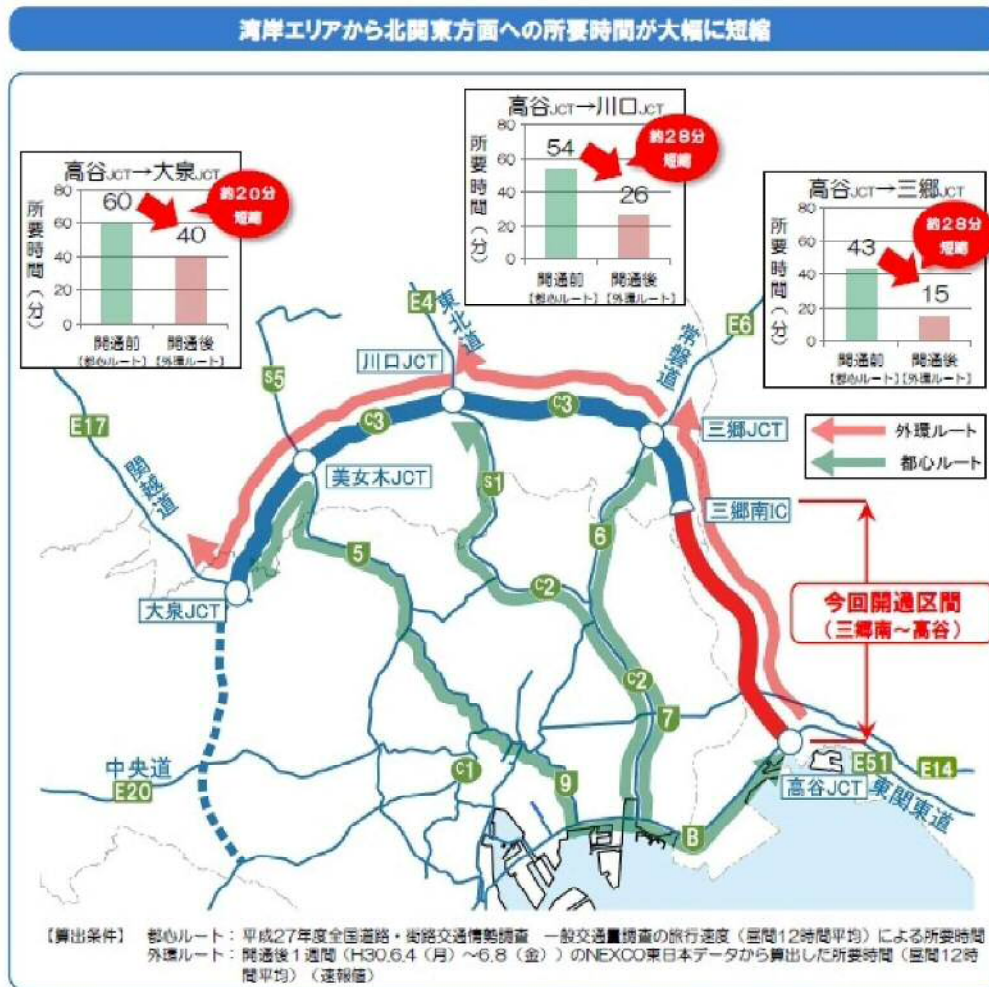 湾岸エリアから北関東方面への所要時間が大幅に短縮
高谷JCT→川口JCT
所要時間(分)
80
60
40
20
0
54
26
約28分
短縮
開通前
【都心ルート】
開通後
【外環ルート】
高谷JCT→大泉JCT
所要時間(分)
80
60
40
20
0
60
40
約20分
短縮
開通前
【都心ルート】
開通後
【外環ルート】
高谷JCT→三郷JCT
所要時間(分)
80
60
40
20
0
43
15
約28分
短縮
開通前
【都心ルート】
開通後
【外環ルート】
E4
東北道
E6
常磐道
川口JCT
S5
C3
C3
E17
関越道
三郷JCT
外環ルート
都心ルート
美女木JCT
S1
三郷南IC
6
5
大泉JCT
C2
今回開通区間
(三郷南~高谷)
C2
7
中央道
E20
C1
9
B
高谷JCT
E51
E14
東関東道
【算出条件】 都心ルート:平成27年度全国道路・街路交通情勢調査 一般交通量調査の旅行速度(昼間12時間平均)による所要時間
外環ルート:開通後1週間(H30.6.4(月)~6.8(金))のNEXCO東日本データから算出した所要時間(昼間12時
間平均)(速報値)